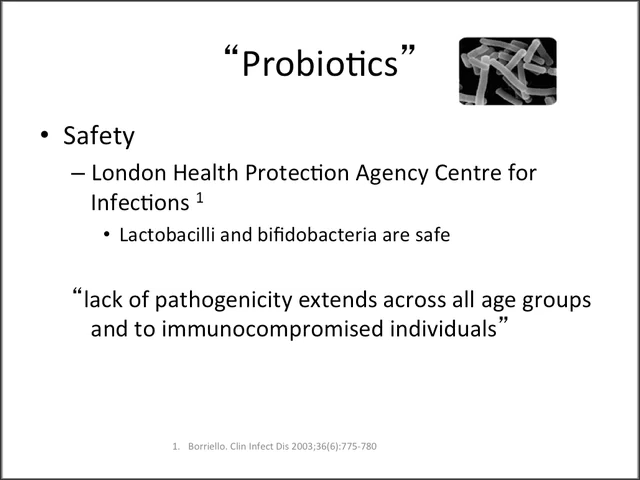 “Probiotics”
• Safety
– London Health Protection Agency Centre for
Infections 1
• Lactobacilli and bifidobacteria are safe
“lack of pathogenicity extends across all age groups
and to immunocompromised individuals”
1. Borriello. Clin Infect Dis 2003;36(6):775-780